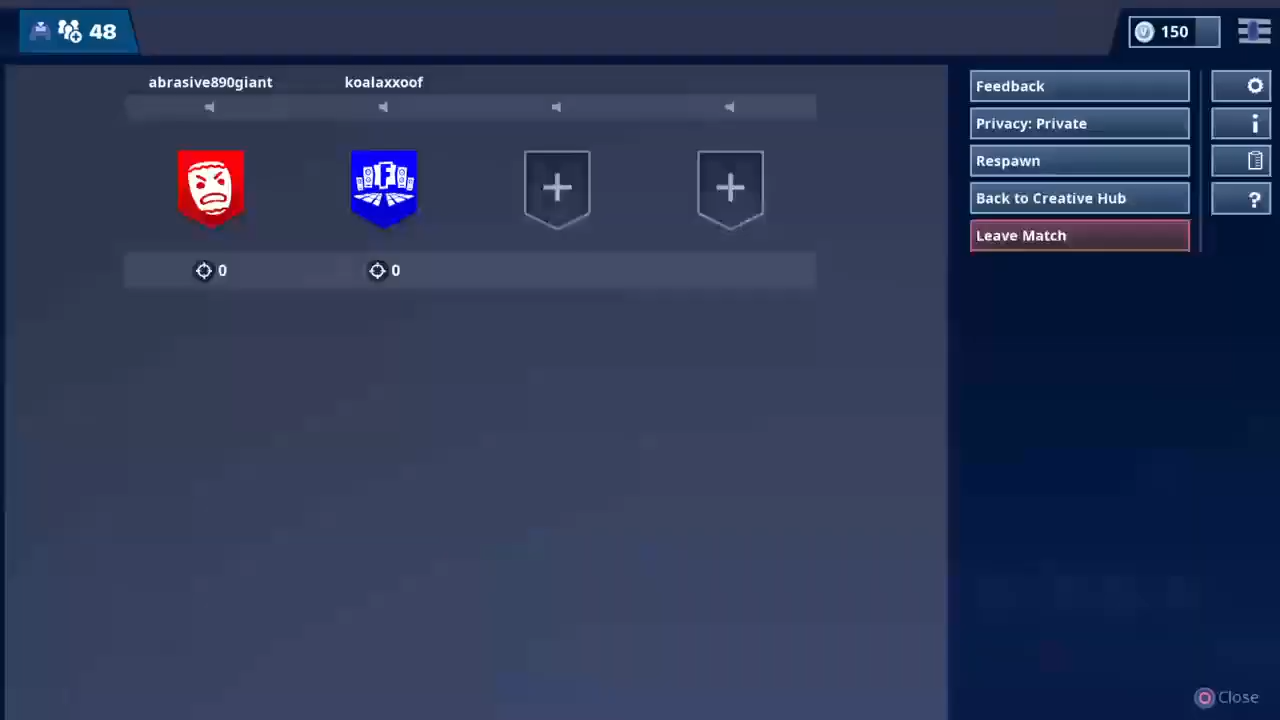 48
150
abrasive890giant koalaxxoof
F
0 0
Feedback
Privacy: Private
Respawn
Back to Creative Hub
Leave Match
i
?
Close